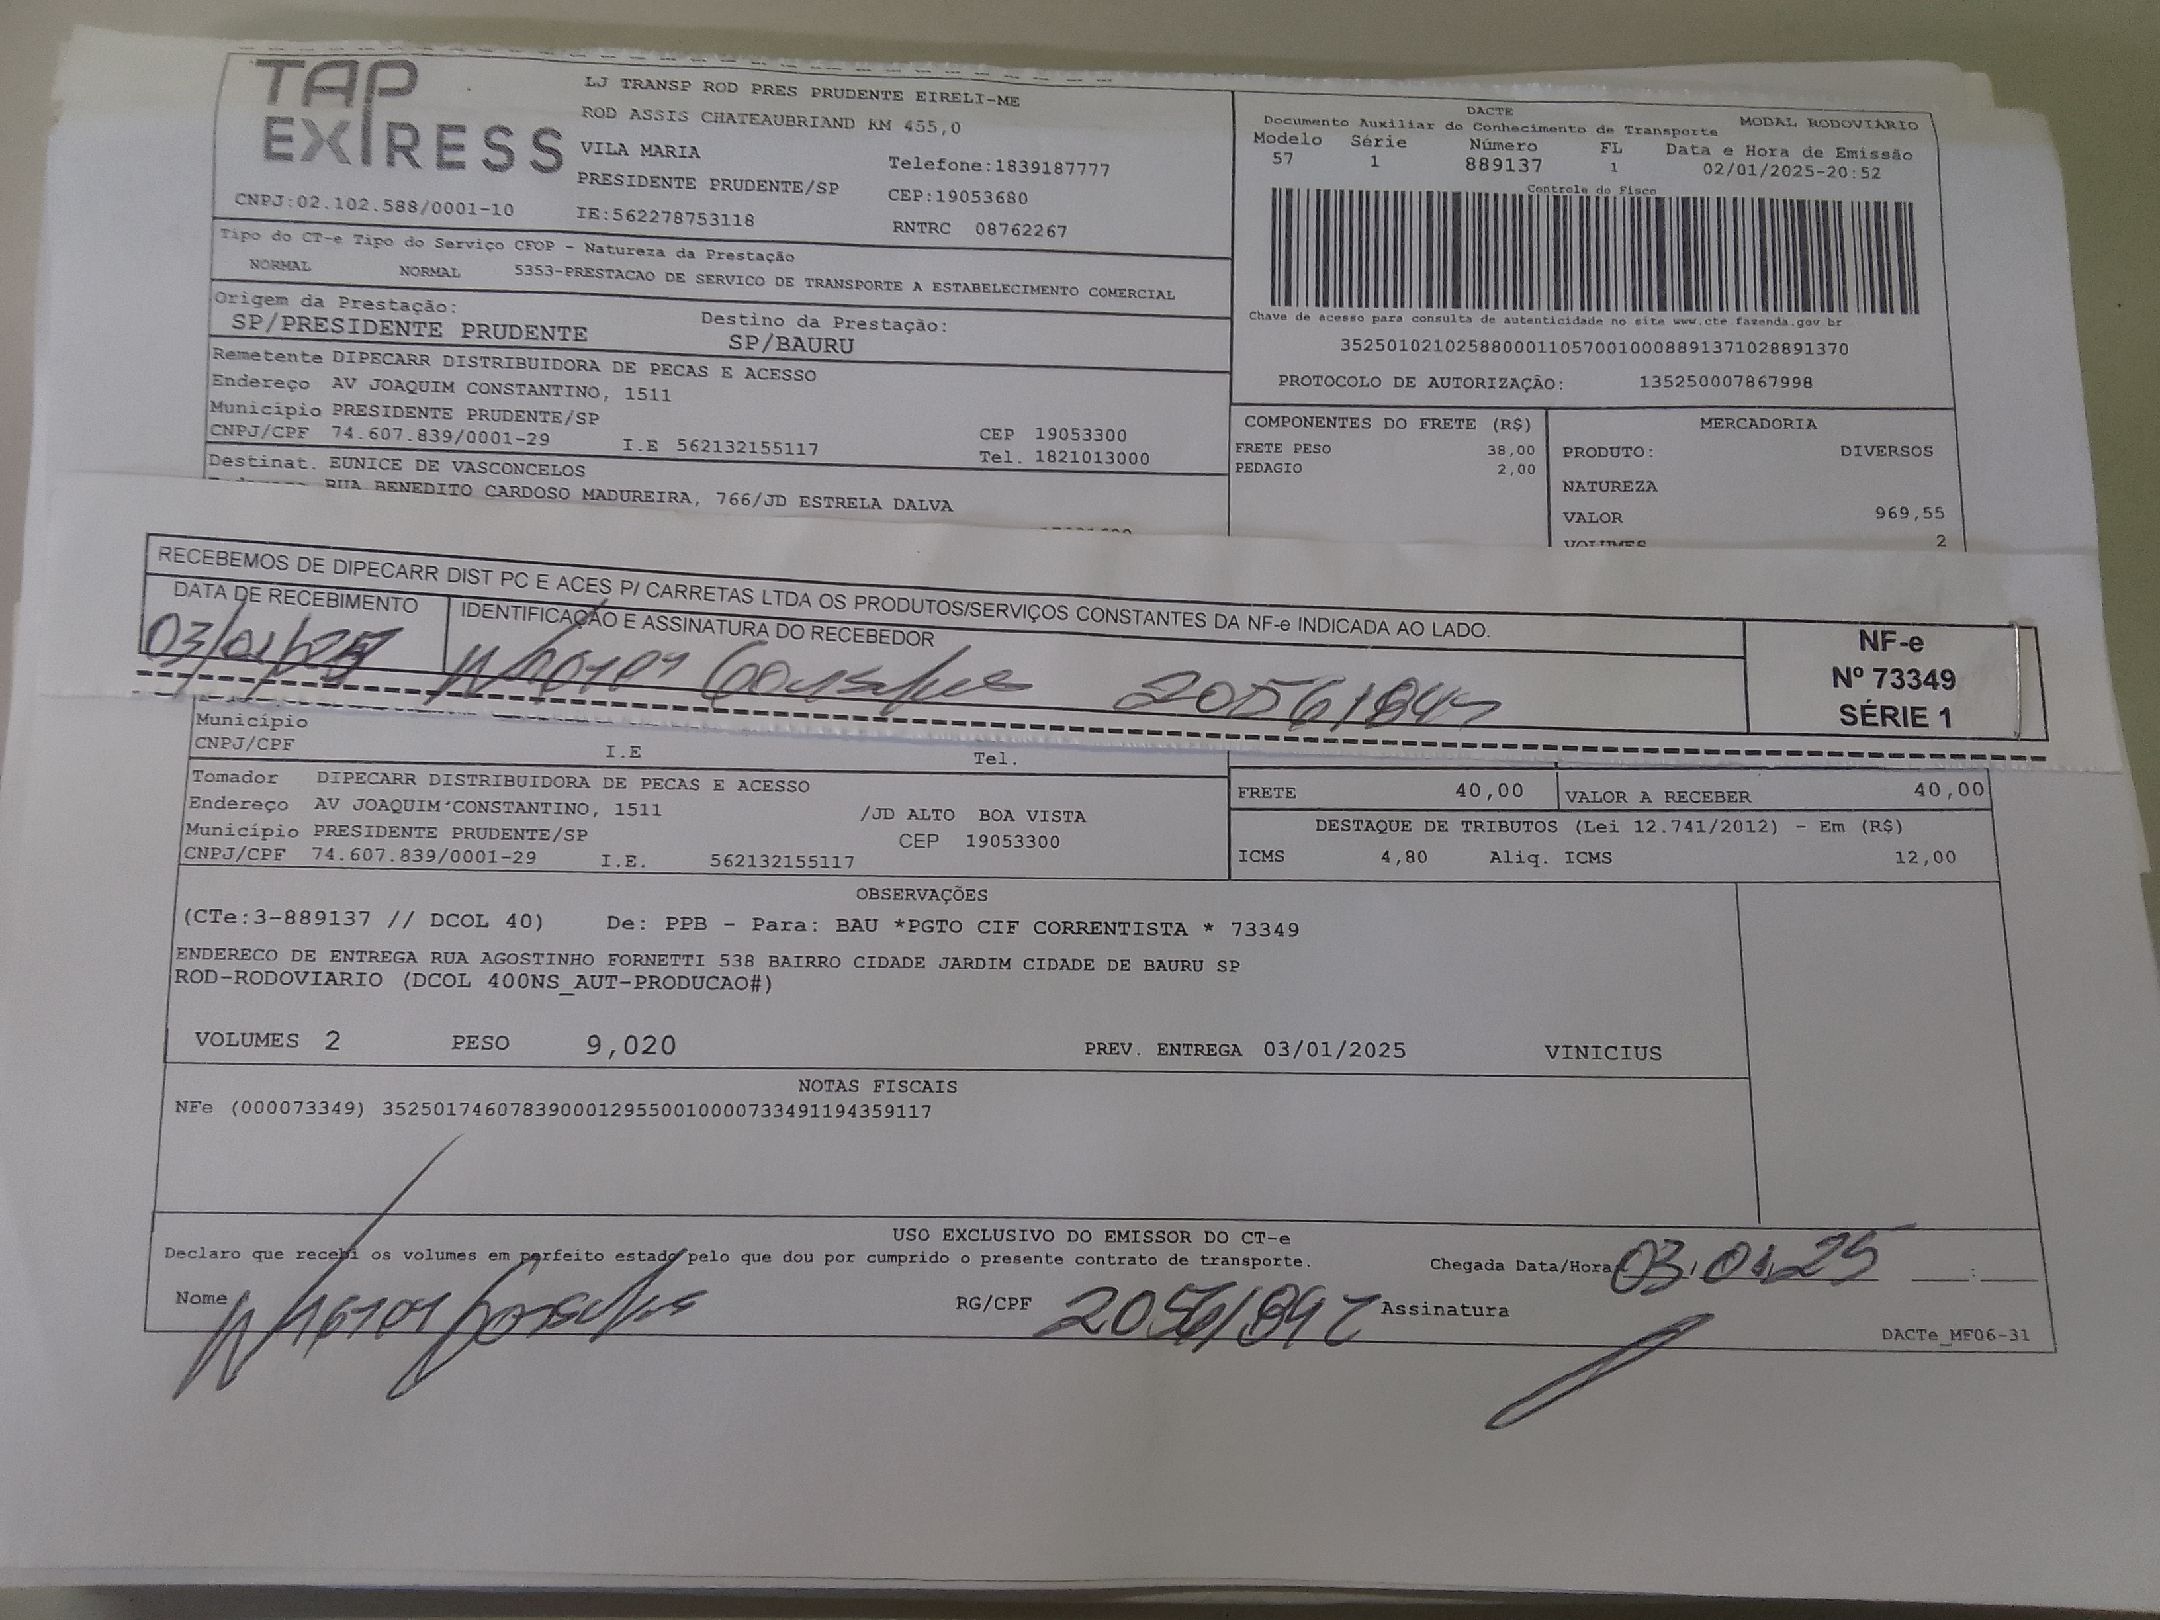 TAP EXPRESS
LJ TRANSP ROD PRES PRUDENTE EIRELI-ME
ROD ASSIS CHATEAUBRIAND KM 455,0
VILA MARIA Telefone:1839187777
PRESIDENTE PRUDENTE/SP CEP:19053680
CNPJ:02.102.588/0001-10 IE:562278753118 RNTRC 08762267
Tipo do CT-e Tipo do Serviço CFOP - Natureza da Prestação
NORMAL NORMAL 5353-PRESTACAO DE SERVICO DE TRANSPORTE A ESTABELECIMENTO COMERCIAL
Origem da Prestação: Destino da Prestação:
SP/PRESIDENTE PRUDENTE SP/BAURU
Remetente DIPECARR DISTRIBUIDORA DE PECAS E ACESSO
Endereço AV JOAQUIM CONSTANTINO, 1511
Município PRESIDENTE PRUDENTE/SP CEP 19053300
CNPJ/CPF 74.607.839/0001-29 I.E 562132155117 Tel. 1821013000
Destinat. EUNICE DE VASCONCELOS
RUA BENEDITO CARDOSO MADUREIRA, 766/JD ESTRELA DALVA
DACTE MODAL RODOVIÁRIO
Documento Auxiliar do Conhecimento de Transporte
Modelo Série Número FL Data e Hora de Emissão
57 1 889137 1 02/01/2025-20:52
Controle do Fisco
Chave de acesso para consulta de autenticidade no site www.cte.fazenda.gov.br
35250102102588000110570010008891371028891370
PROTOCOLO DE AUTORIZAÇÃO: 135250007867998
COMPONENTES DO FRETE (R$) MERCADORIA
FRETE PESO 38,00 PRODUTO: DIVERSOS
PEDAGIO 2,00
NATUREZA
VALOR 969,55
VOLUMES 2
RECEBEMOS DE DIPECARR DIST PC E ACES P/ CARRETAS LTDA OS PRODUTOS/SERVIÇOS CONSTANTES DA NF-e INDICADA AO LADO.
DATA DE RECEBIMENTO IDENTIFICAÇÃO E ASSINATURA DO RECEBEDOR
03/01/25
NF-e
Nº 73349
SÉRIE 1
Município
CNPJ/CPF I.E Tel.
Tomador DIPECARR DISTRIBUIDORA DE PECAS E ACESSO
Endereço AV JOAQUIM CONSTANTINO, 1511 /JD ALTO BOA VISTA
Município PRESIDENTE PRUDENTE/SP CEP 19053300
CNPJ/CPF 74.607.839/0001-29 I.E. 562132155117
FRETE 40,00 VALOR A RECEBER 40,00
DESTAQUE DE TRIBUTOS (Lei 12.741/2012) - Em (R$)
ICMS 4,80 Aliq. ICMS 12,00
OBSERVAÇÕES
(CTe:3-889137 // DCOL 40) De: PPB - Para: BAU *PGTO CIF CORRENTISTA * 73349
ENDERECO DE ENTREGA RUA AGOSTINHO FORNETTI 538 BAIRRO CIDADE JARDIM CIDADE DE BAURU SP
ROD-RODOVIARIO (DCOL 400NS_AUT-PRODUCAO#)
VOLUMES 2 PESO 9,020 PREV. ENTREGA 03/01/2025 VINICIUS
NOTAS FISCAIS
NFe (000073349) 35250174607839000129550010000733491194359117
USO EXCLUSIVO DO EMISSOR DO CT-e
Declaro que recebi os volumes em perfeito estado pelo que dou por cumprido o presente contrato de transporte.
Chegada Data/Hora 03.01.25
Nome RG/CPF Assinatura
DACTe_MF06-31